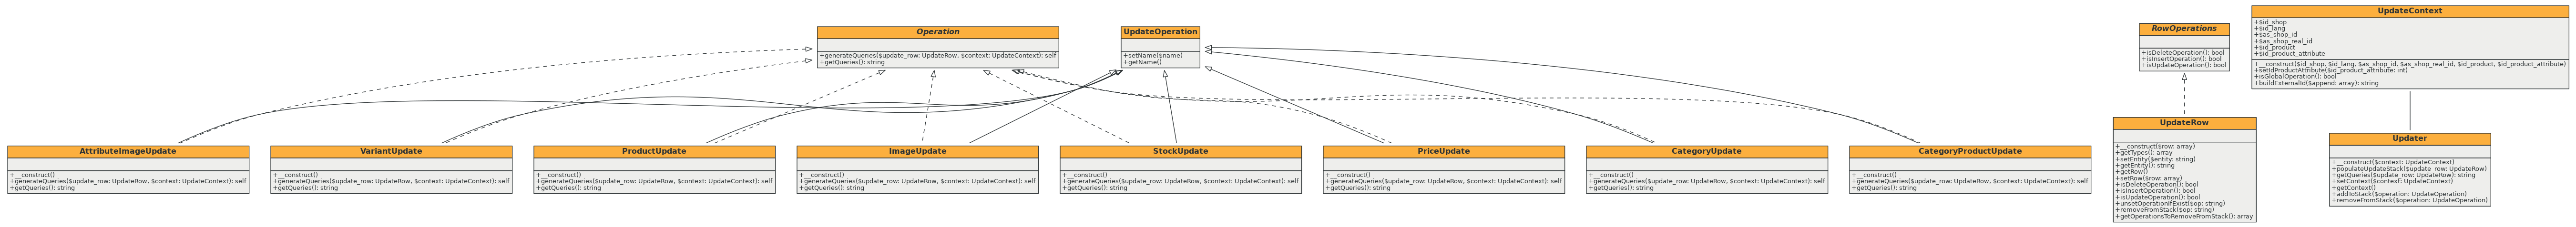 Operation
+generateQueries($update_row: UpdateRow, $context: UpdateContext): self
+getQueries(): string
UpdateOperation
+setName($name)
+getName()
RowOperations
+isDeleteOperation(): bool
+isInsertOperation(): bool
+isUpdateOperation(): bool
UpdateContext
+$id_shop
+$id_lang
+$as_shop_id
+$as_shop_real_id
+$id_product
+$id_product_attribute
+__construct($id_shop, $id_lang, $as_shop_id, $as_shop_real_id, $id_product, $id_product_attribute)
+setIdProductAttribute($id_product_attribute: int)
+isGlobalOperation(): bool
+buildExternalId($append: array): string
AttributeImageUpdate
+__construct()
+generateQueries($update_row: UpdateRow, $context: UpdateContext): self
+getQueries(): string
VariantUpdate
+__construct()
+generateQueries($update_row: UpdateRow, $context: UpdateContext): self
+getQueries(): string
ProductUpdate
+__construct()
+generateQueries($update_row: UpdateRow, $context: UpdateContext): self
+getQueries(): string
ImageUpdate
+__construct()
+generateQueries($update_row: UpdateRow, $context: UpdateContext): self
+getQueries(): string
StockUpdate
+__construct()
+generateQueries($update_row: UpdateRow, $context: UpdateContext): self
+getQueries(): string
PriceUpdate
+__construct()
+generateQueries($update_row: UpdateRow, $context: UpdateContext): self
+getQueries(): string
CategoryUpdate
+__construct()
+generateQueries($update_row: UpdateRow, $context: UpdateContext): self
+getQueries(): string
CategoryProductUpdate
+__construct()
+generateQueries($update_row: UpdateRow, $context: UpdateContext): self
+getQueries(): string
UpdateRow
+__construct($row: array)
+getTypes(): array
+setEntity($entity: string)
+getEntity(): string
+getRow()
+setRow($row: array)
+isDeleteOperation(): bool
+isInsertOperation(): bool
+isUpdateOperation(): bool
+unsetOperationIfExist($op: string)
+removeFromStack($op: string)
+getOperationsToRemoveFromStack(): array
Updater
+__construct($context: UpdateContext)
+populateUpdateStack($update_row: UpdateRow)
+getQueries($update_row: UpdateRow): string
+setContext($context: UpdateContext)
+getContext()
+addToStack($operation: UpdateOperation)
+removeFromStack($operation: UpdateOperation)